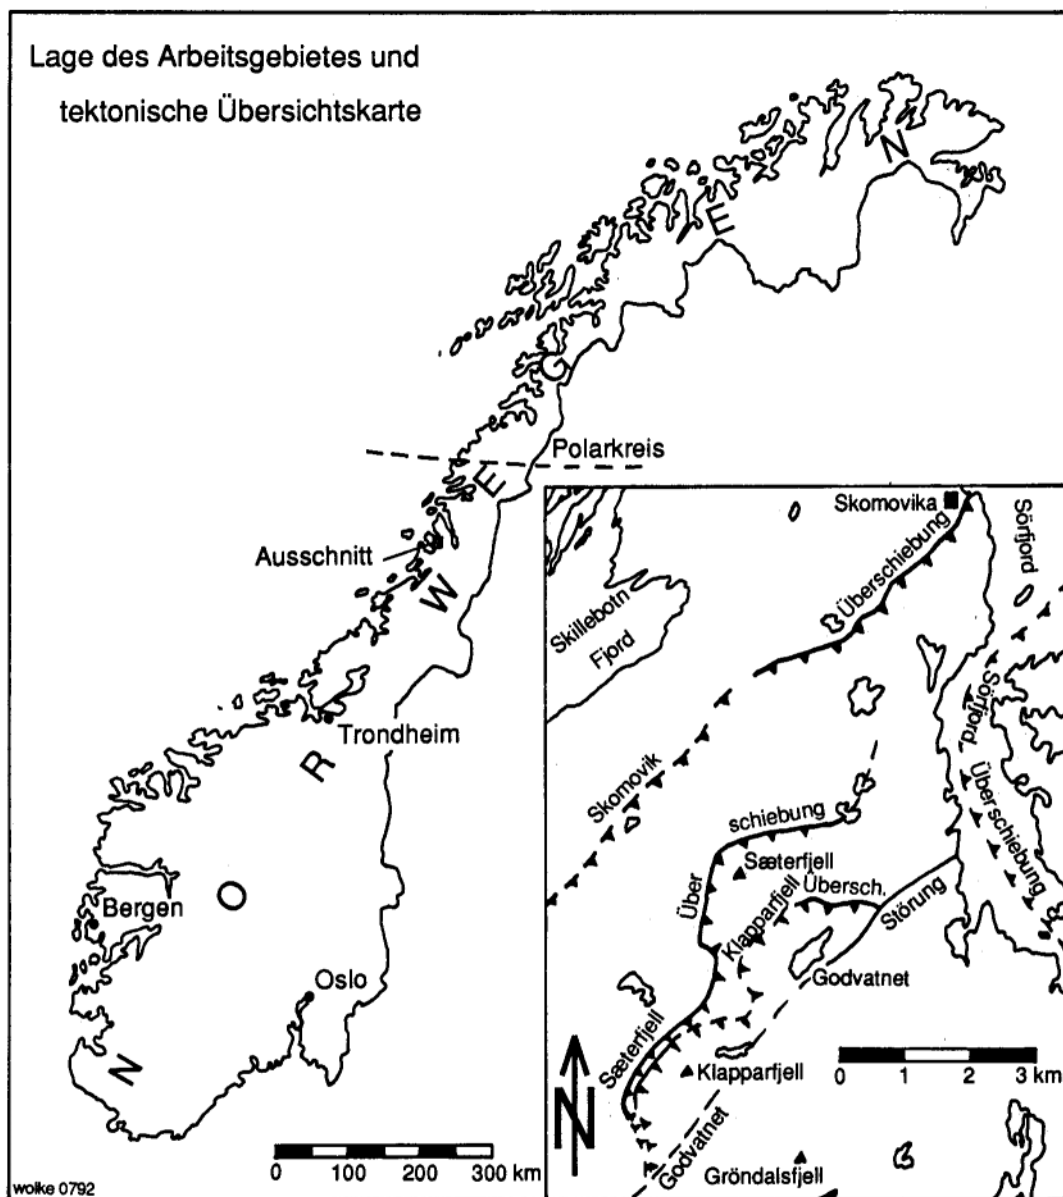 Lage des Arbeitsgebietes und
tektonische Übersichtskarte
N
E
G
Polarkreis
E
Ausschnitt
W
Trondheim
R
O
Bergen
Oslo
N
0 100 200 300 km
wolke 0792
Skomovika
Sörfjord
Überschiebung
Skillebotn
Fjord
Sörfjord
Überschiebung
Skomovik
schiebung
Sæterfjell
Über
Klapparfjell
Übersch.
Störung
Godvatnet
Sæterfjell
Klapparfjell
0 1 2 3 km
N
Godvatnet
Gröndalsfjell